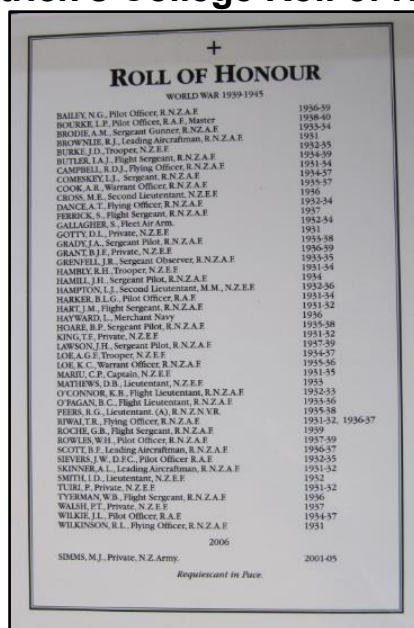 College Roll of
ROLL OF HONOUR
WORLD WAR 1939-1945
BAILEY, N.G., Pilot Officer, R.N.Z.A.F. 1936-39
BOURKE, L.P., Pilot Officer, R.A.F., Master 1938-40
BRODIE, A.M., Sergeant Gunner, R.N.Z.A.F. 1933-34
BROWNLIE, R.J., Leading Aircraftman, R.N.Z.A.F. 1931
BURKE, J.D., Trooper, N.Z.E.F. 1932-35
BUTLER, I.A.J., Flight Sergeant, R.N.Z.A.F. 1934-39
CAMPBELL, R.D.J., Flying Officer, R.N.Z.A.F. 1931-34
COMESKEY, L.J., Sergeant, R.N.Z.A.F. 1934-37
COOK, A.R., Warrant Officer, R.N.Z.A.F. 1935-37
CROSS, M.E., Second Lieutenant, N.Z.E.F. 1936
DANCE, A.T., Flying Officer, R.N.Z.A.F. 1932-34
FERRICK, S., Flight Sergeant, R.N.Z.A.F. 1937
GALLAGHER, S., Fleet Air Arm. 1932-34
GOTTY, D.L., Private, N.Z.E.F. 1931
GRADY, J.A., Sergeant Pilot, R.N.Z.A.F. 1933-38
GRANT, B.J.F., Private, N.Z.E.F. 1936-39
GRENFELL, J.R., Sergeant Observer, R.N.Z.A.F. 1933-35
HAMBLY, R.H., Trooper, N.Z.E.F. 1931-34
HAMILL, J.H., Sergeant Pilot, R.N.Z.A.F. 1934
HAMPTON, L.J., Second Lieutenant, M.M., N.Z.E.F. 1932-36
HARKER, B.L.G., Pilot Officer, R.A.F. 1931-34
HART, J.M., Flight Sergeant, R.N.Z.A.F. 1931-32
HAYWARD, L., Merchant Navy 1936
HOARE, B.P., Sergeant Pilot, R.N.Z.A.F. 1935-38
KING, T.F., Private, N.Z.E.F. 1931-32
LAWSON, J.H., Sergeant Pilot, R.N.Z.A.F. 1937-39
LOE, A.G.F., Trooper, N.Z.E.F. 1934-37
LOE, K.C., Warrant Officer, R.N.Z.A.F. 1935-36
MARIU, C.P., Captain, N.Z.E.F. 1931-35
MATHEWS, D.B., Lieutentant, N.Z.E.F. 1933
O'CONNOR, K.B., Flight Lieutenant, R.N.Z.A.F. 1932-33
O'FAGAN, B.C., Flight Lieutenant, R.N.Z.A.F. 1933-36
PEERS, R.G., Lieutenant. (A), R.N.Z.N.V.R. 1935-38
RIWAI, T.R., Flying Officer, R.N.Z.A.F. 1931-32, 1936-37
ROCHE, G.B., Flight Sergeant, R.N.Z.A.F. 1939
ROWLES, W.H., Pilot Officer, R.N.Z.A.F. 1937-39
SCOTT, B.F., Leading Aircraftman, R.N.Z.A.F. 1936-37
SIEVERS, J.W., D.F.C., Pilot Officer R.A.F. 1932-35
SKINNER, A.L., Leading Aircraftman, R.N.Z.A.F. 1931-32
SMITH, I.D., Lieutenant, N.Z.E.F. 1932
TUIRI, P., Private, N.Z.E.F. 1931-32
TYERMAN, W.B., Flight Sergeant, R.N.Z.A.F. 1936
WALSH, P.T., Private, N.Z.E.F. 1937
WILKIE, J.L., Pilot Officer, R.A.F. 1934-37
WILKINSON, R.L., Flying Officer, R.N.Z.A.F. 1931
2006
SIMMS, M.J., Private, N.Z. Army. 2001-05
Requiescant in Pace.